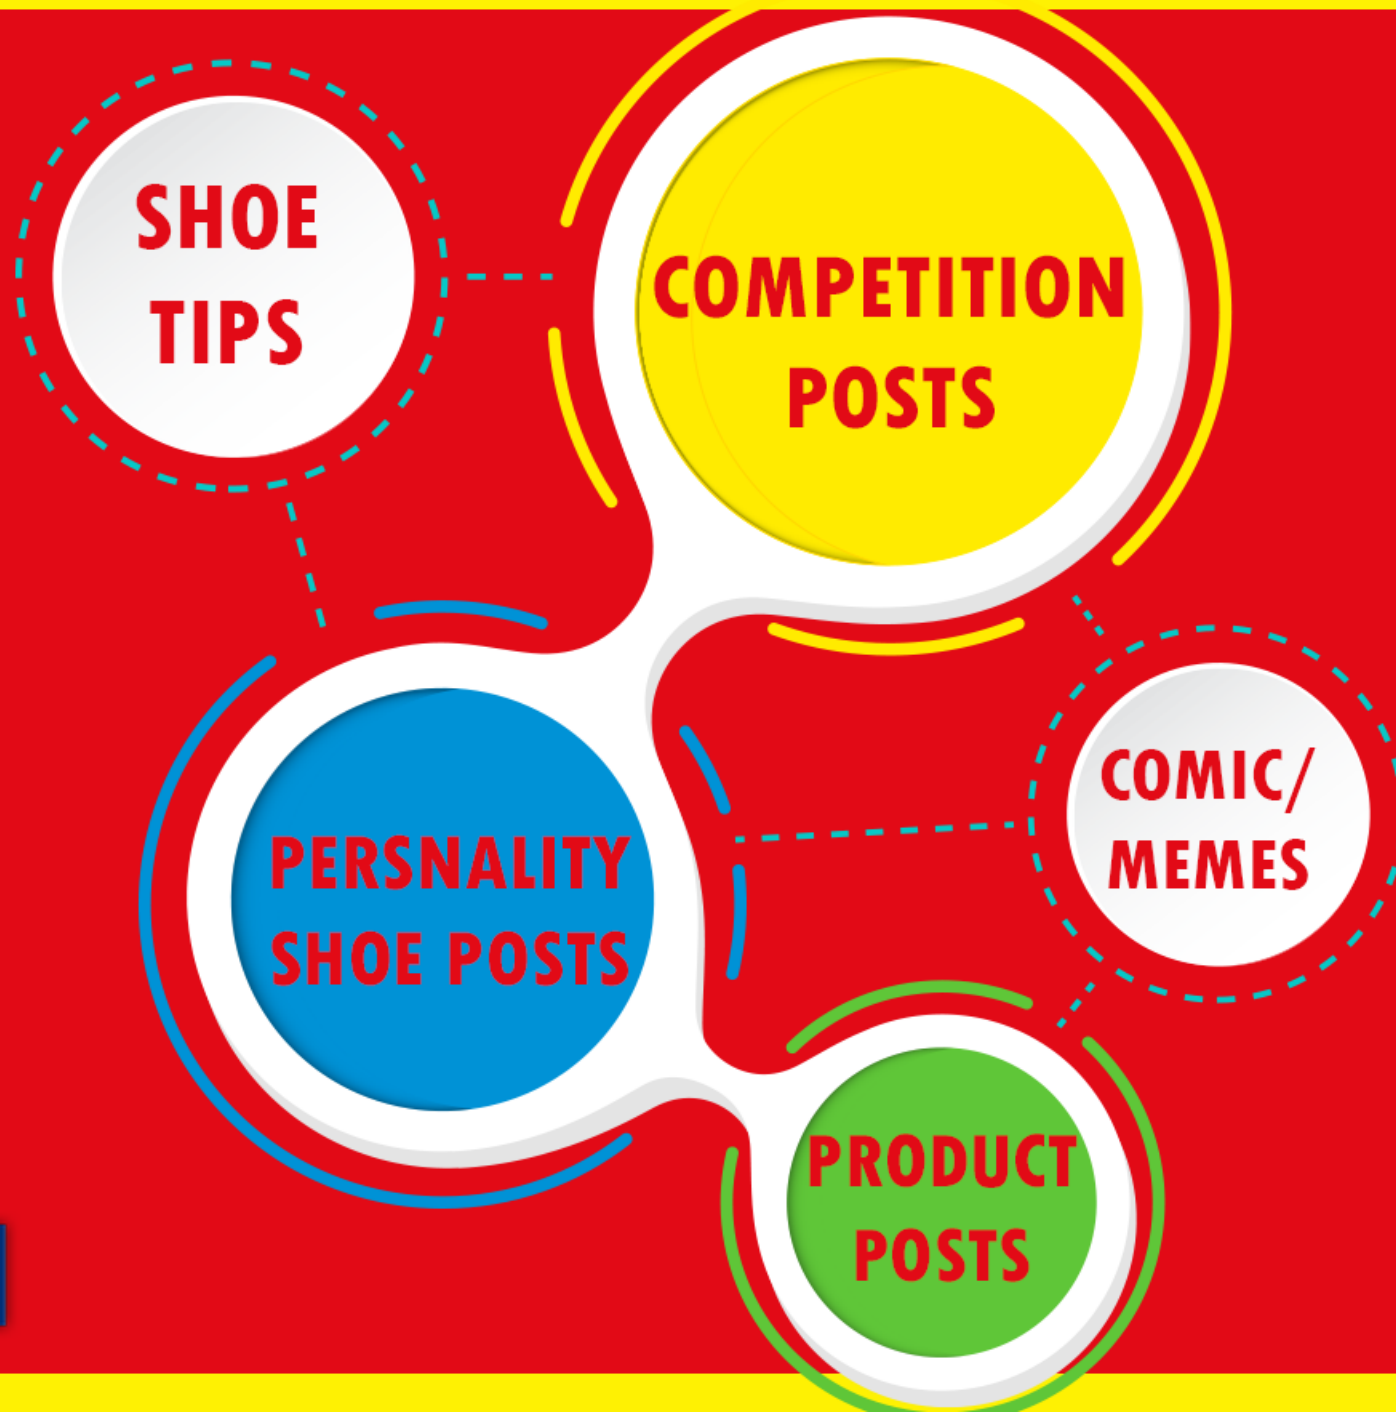 SHOE
TIPS
COMPETITION
POSTS
PERSNALITY
SHOE POSTS
COMIC/
MEMES
PRODUCT
POSTS